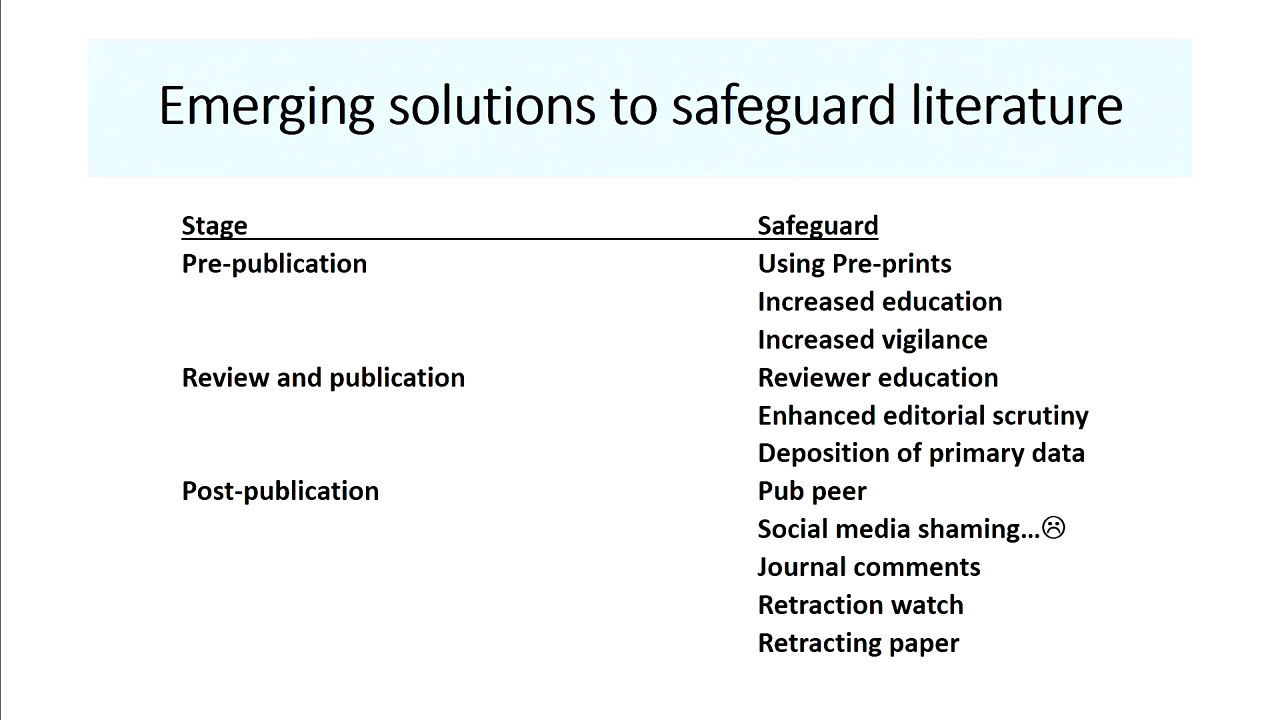 Emerging solutions to safeguard literature
Stage Safeguard
Pre-publication Using Pre-prints
Increased education
Increased vigilance
Review and publication Reviewer education
Enhanced editorial scrutiny
Deposition of primary data
Post-publication Pub peer
Social media shaming...☹
Journal comments
Retraction watch
Retracting paper